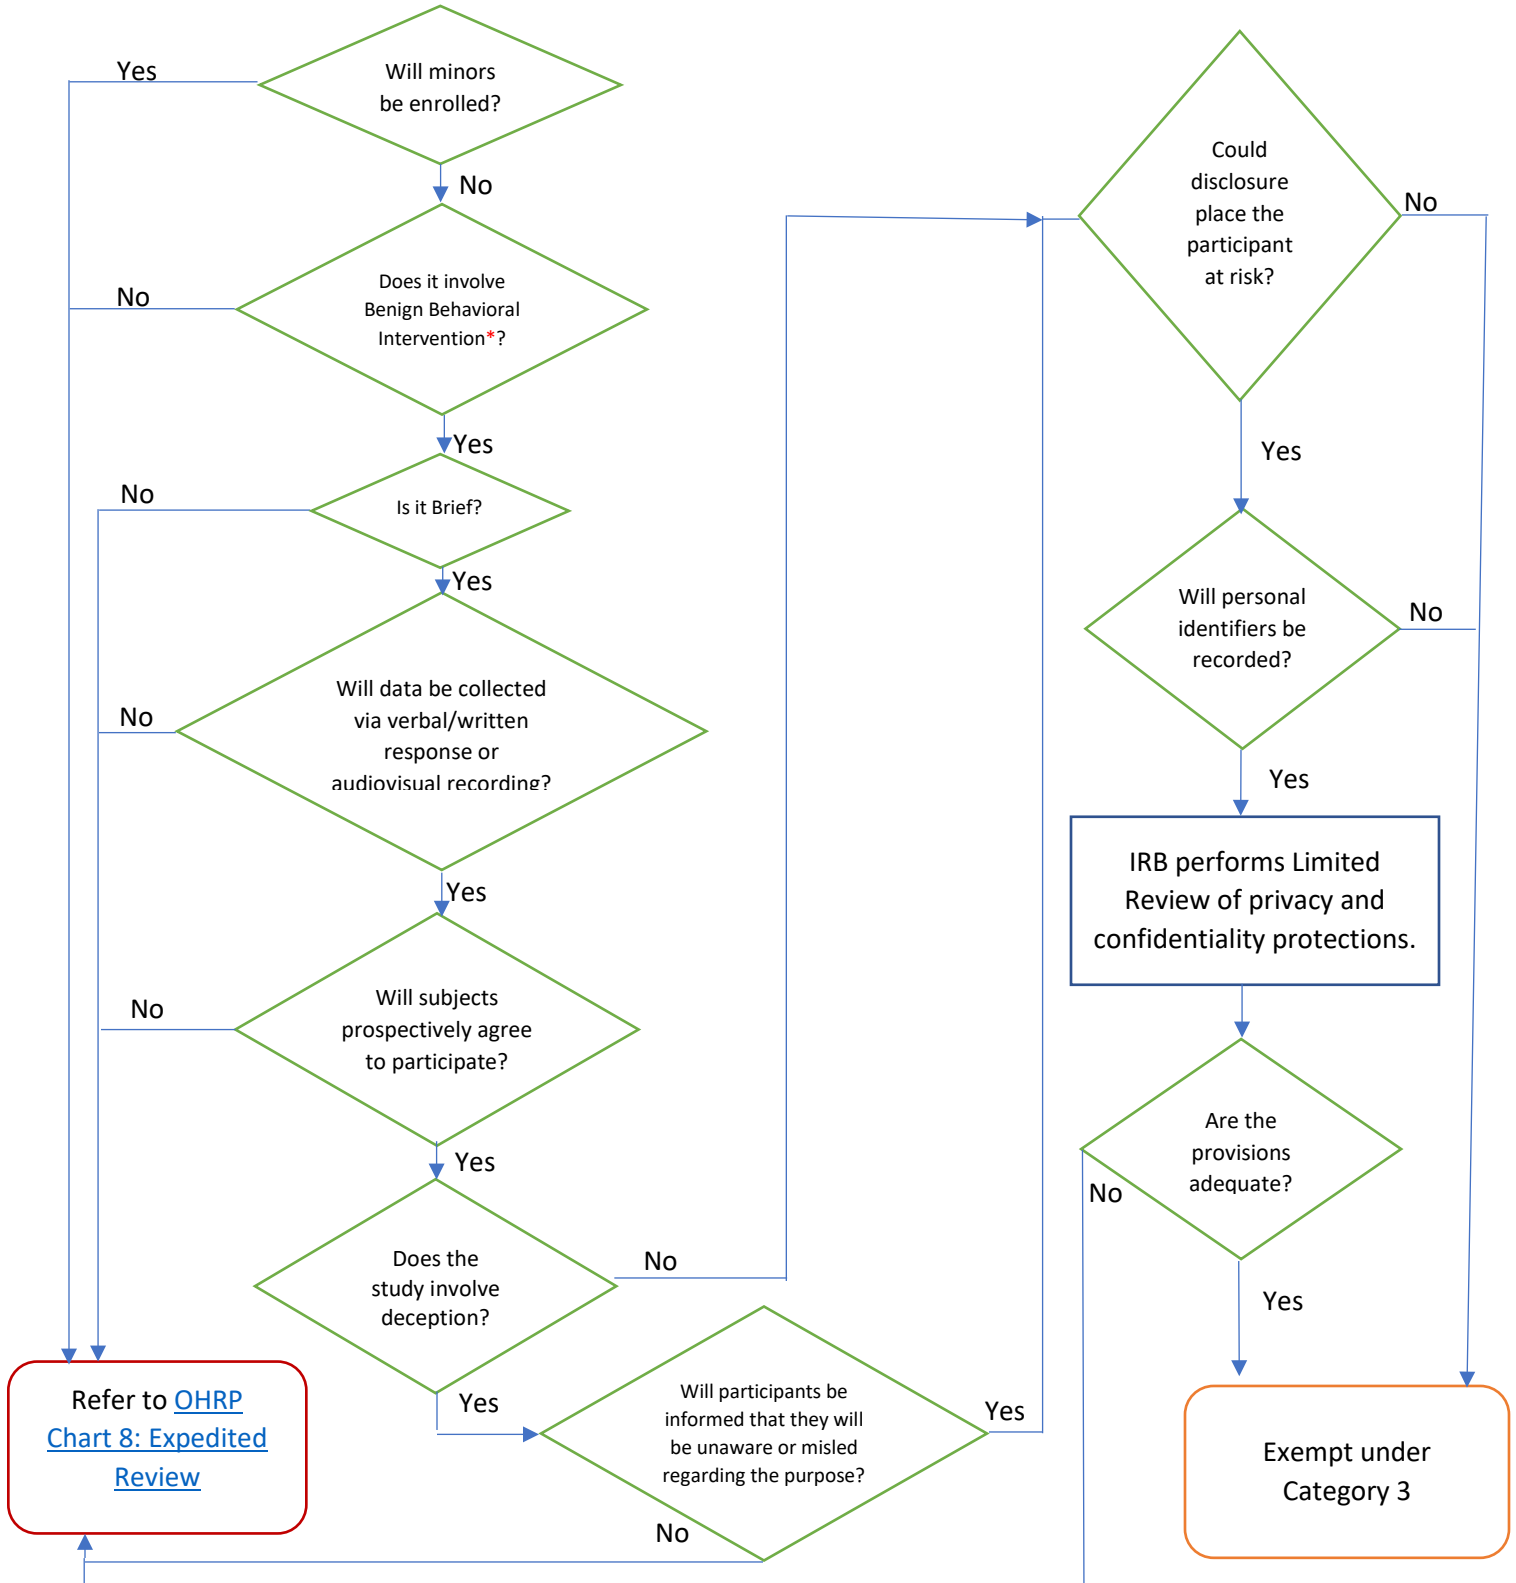 Will minors
be enrolled?
Yes
No
Does it involve
Benign Behavioral
Intervention*?
No
Yes
Is it Brief?
No
Yes
Will data be collected
via verbal/written
response or
audiovisual recording?
No
Yes
Will subjects
prospectively agree
to participate?
No
Yes
Does the
study involve
deception?
No
Yes
Will participants be
informed that they will
be unaware or misled
regarding the purpose?
Yes
No
Refer to OHRP
Chart 8: Expedited
Review
Could
disclosure
place the
participant
at risk?
No
Yes
Will personal
identifiers be
recorded?
No
Yes
IRB performs Limited
Review of privacy and
confidentiality protections.
Are the
provisions
adequate?
No
Yes
Exempt under
Category 3